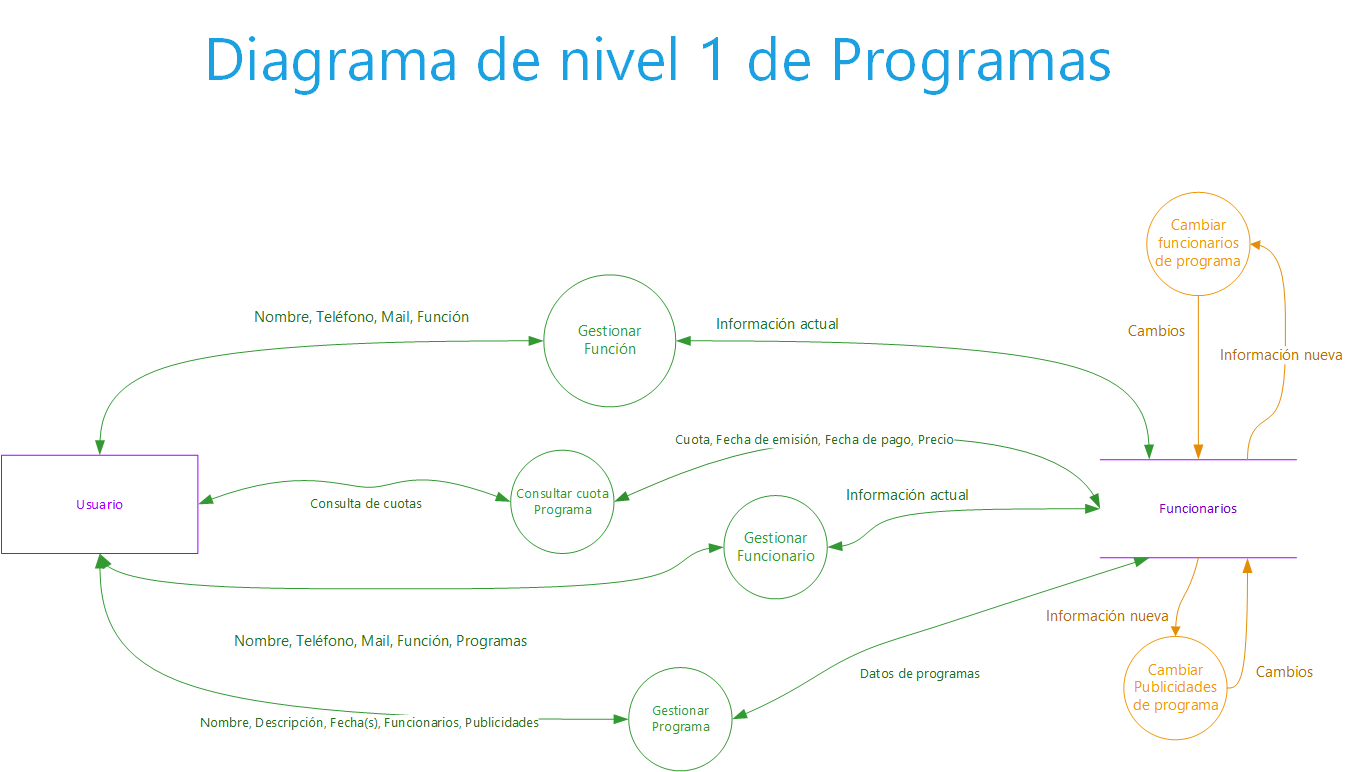 Diagrama de nivel 1 de Programas
Cambiar
funcionarios
de programa
Nombre, Teléfono, Mail, Función
Gestionar
Función
Información actual
Cambios
Información nueva
Cuota, Fecha de emisión, Fecha de pago, Precio
Usuario
Consulta de cuotas
Consultar cuota
Programa
Información actual
Funcionarios
Gestionar
Funcionario
Información nueva
Nombre, Teléfono, Mail, Función, Programas
Datos de programas
Cambiar
Publicidades
de programa
Cambios
Nombre, Descripción, Fecha(s), Funcionarios, Publicidades
Gestionar
Programa